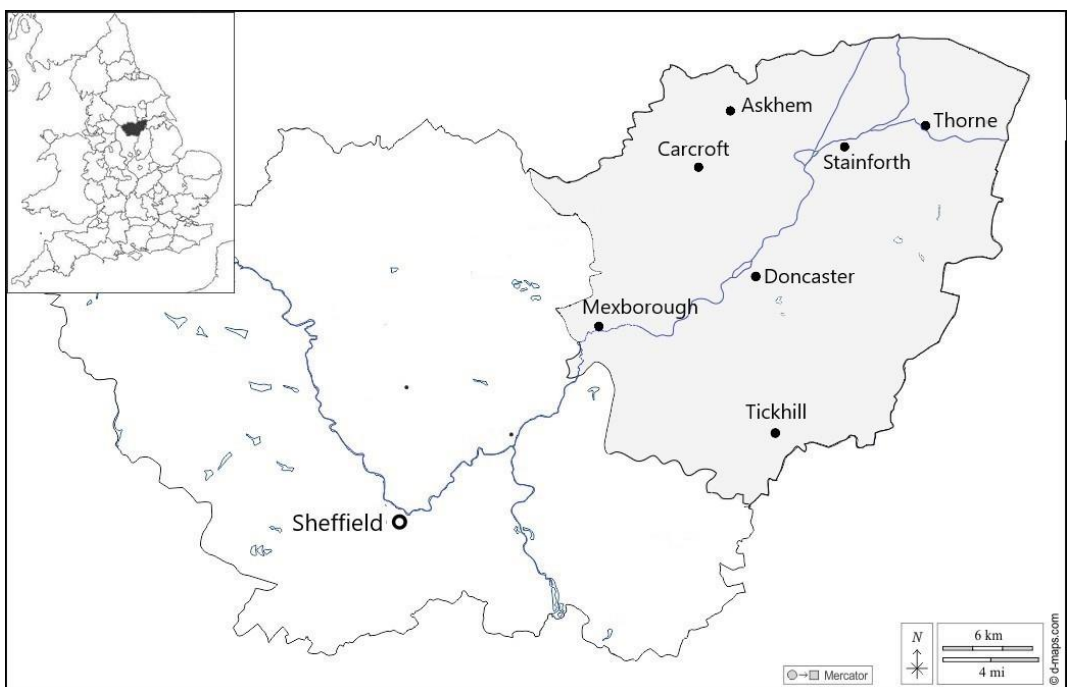 Askhem
Thorne
Carcroft
Stainforth
Doncaster
Mexborough
Tickhill
Sheffield
N
6 km
4 mi
Mercator
© d-maps.com